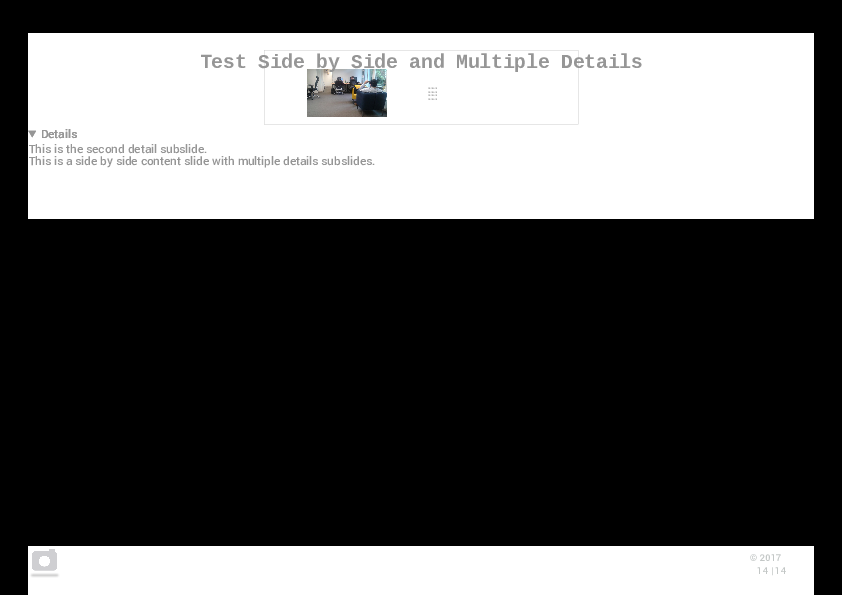 Test Side by Side and Multiple Details
▼ Details
This is the second detail subslide.
This is a side by side content slide with multiple details subslides.
© 2017
14 | 14